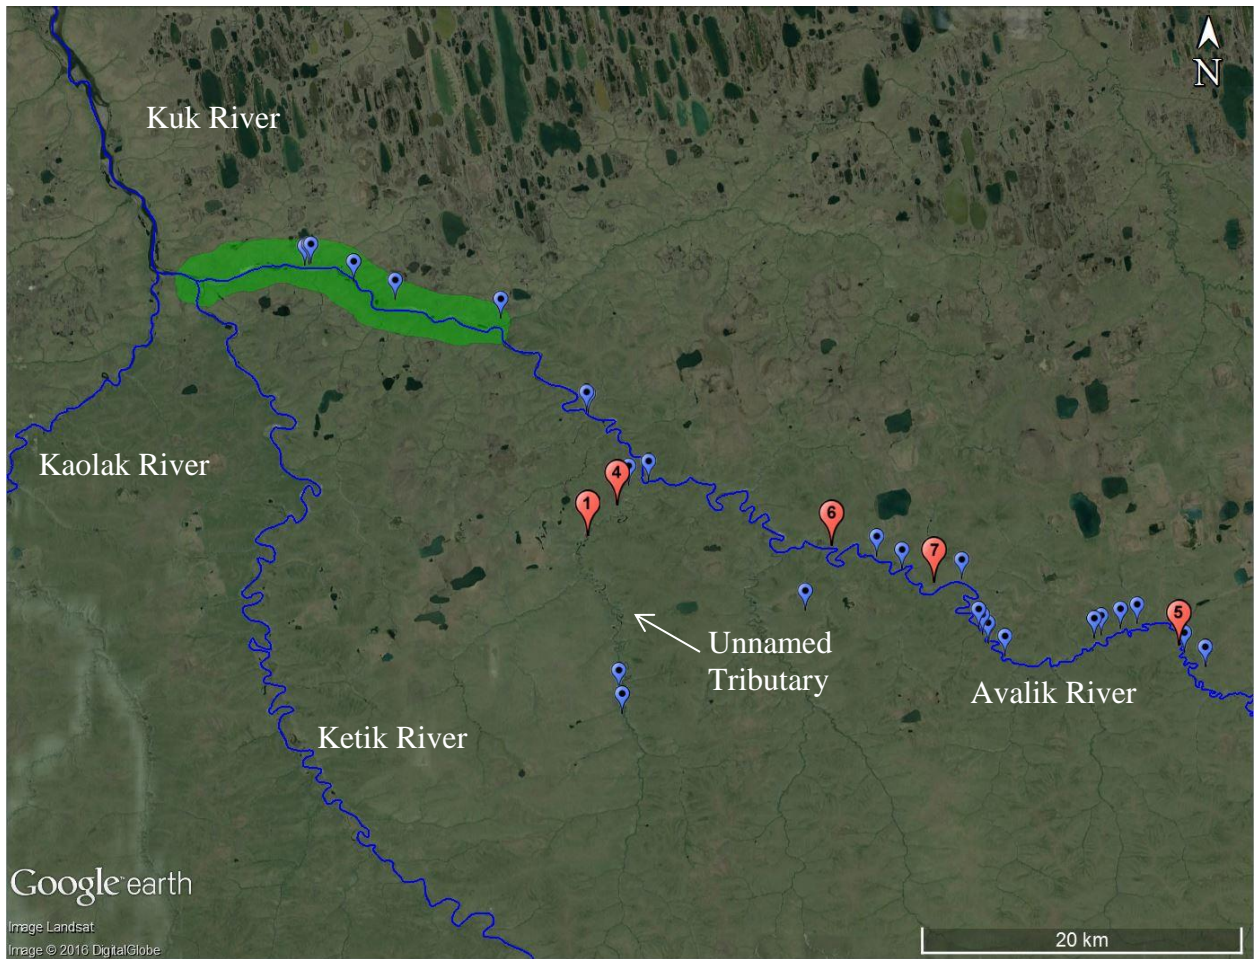 N
Kuk River
Kaolak River
4
1
6
7
5
Unnamed
Tributary
Avalik River
Ketik River
Google earth
Image Landsat
Image © 2016 DigitalGlobe
20 km